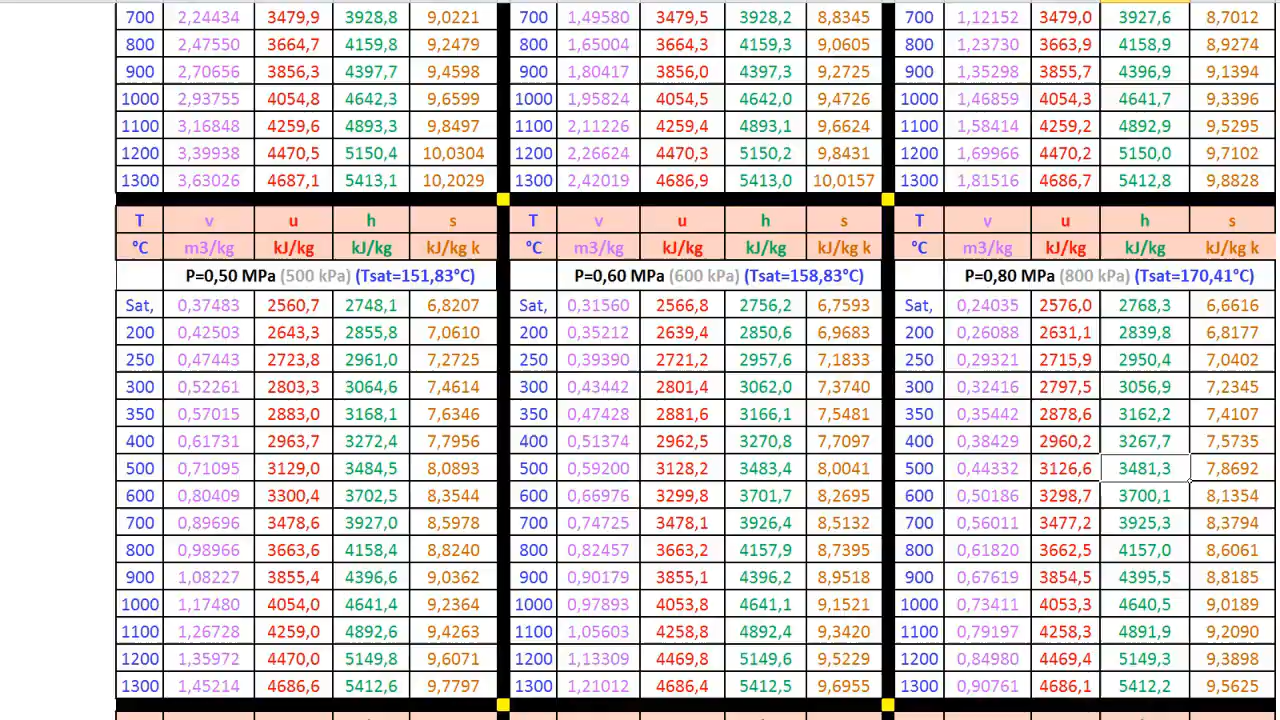 700 2,24434 3479,9 3928,8 9,0221 700 1,49580 3479,5 3928,2 8,8345 700 1,12152 3479,0 3927,6 8,7012
800 2,47550 3664,7 4159,8 9,2479 800 1,65004 3664,3 4159,3 9,0605 800 1,23730 3663,9 4158,9 8,9274
900 2,70656 3856,3 4397,7 9,4598 900 1,80417 3856,0 4397,3 9,2725 900 1,35298 3855,7 4396,9 9,1394
1000 2,93755 4054,8 4642,3 9,6599 1000 1,95824 4054,5 4642,0 9,4726 1000 1,46859 4054,3 4641,7 9,3396
1100 3,16848 4259,6 4893,3 9,8497 1100 2,11226 4259,4 4893,1 9,6624 1100 1,58414 4259,2 4892,9 9,5295
1200 3,39938 4470,5 5150,4 10,0304 1200 2,26624 4470,3 5150,2 9,8431 1200 1,69966 4470,2 5150,0 9,7102
1300 3,63026 4687,1 5413,1 10,2029 1300 2,42019 4686,9 5413,0 10,0157 1300 1,81516 4686,7 5412,8 9,8828
T v u h s T v u h s T v u h s
°C m3/kg kJ/kg kJ/kg kJ/kg k °C m3/kg kJ/kg kJ/kg kJ/kg k °C m3/kg kJ/kg kJ/kg kJ/kg k
P=0,50 MPa (500 kPa) (Tsat=151,83°C) P=0,60 MPa (600 kPa) (Tsat=158,83°C) P=0,80 MPa (800 kPa) (Tsat=170,41°C)
Sat, 0,37483 2560,7 2748,1 6,8207 Sat, 0,31560 2566,8 2756,2 6,7593 Sat, 0,24035 2576,0 2768,3 6,6616
200 0,42503 2643,3 2855,8 7,0610 200 0,35212 2639,4 2850,6 6,9683 200 0,26088 2631,1 2839,8 6,8177
250 0,47443 2723,8 2961,0 7,2725 250 0,39390 2721,2 2957,6 7,1833 250 0,29321 2715,9 2950,4 7,0402
300 0,52261 2803,3 3064,6 7,4614 300 0,43442 2801,4 3062,0 7,3740 300 0,32416 2797,5 3056,9 7,2345
350 0,57015 2883,0 3168,1 7,6346 350 0,47428 2881,6 3166,1 7,5481 350 0,35442 2878,6 3162,2 7,4107
400 0,61731 2963,7 3272,4 7,7956 400 0,51374 2962,5 3270,8 7,7097 400 0,38429 2960,2 3267,7 7,5735
500 0,71095 3129,0 3484,5 8,0893 500 0,59200 3128,2 3483,4 8,0041 500 0,44332 3126,6 3481,3 7,8692
600 0,80409 3300,4 3702,5 8,3544 600 0,66976 3299,8 3701,7 8,2695 600 0,50186 3298,7 3700,1 8,1354
700 0,89696 3478,6 3927,0 8,5978 700 0,74725 3478,1 3926,4 8,5132 700 0,56011 3477,2 3925,3 8,3794
800 0,98966 3663,6 4158,4 8,8240 800 0,82457 3663,2 4157,9 8,7395 800 0,61820 3662,5 4157,0 8,6061
900 1,08227 3855,4 4396,6 9,0362 900 0,90179 3855,1 4396,2 8,9518 900 0,67619 3854,5 4395,5 8,8185
1000 1,17480 4054,0 4641,4 9,2364 1000 0,97893 4053,8 4641,1 9,1521 1000 0,73411 4053,3 4640,5 9,0189
1100 1,26728 4259,0 4892,6 9,4263 1100 1,05603 4258,8 4892,4 9,3420 1100 0,79197 4258,3 4891,9 9,2090
1200 1,35972 4470,0 5149,8 9,6071 1200 1,13309 4469,8 5149,6 9,5229 1200 0,84980 4469,4 5149,3 9,3898
1300 1,45214 4686,6 5412,6 9,7797 1300 1,21012 4686,4 5412,5 9,6955 1300 0,90761 4686,1 5412,2 9,5625